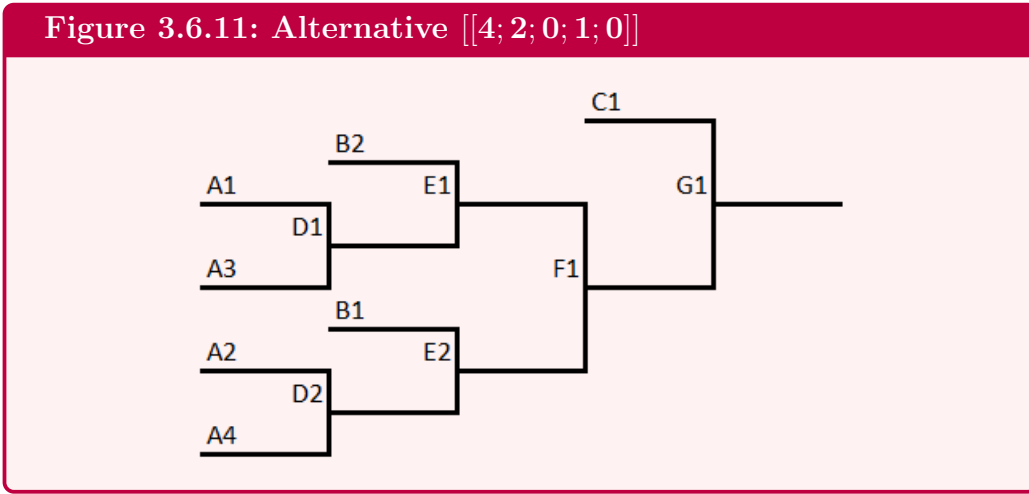 Figure 3.6.11: Alternative [[4; 2; 0; 1; 0]]
C1
B2
A1
E1
G1
D1
A3
F1
B1
A2
E2
D2
A4